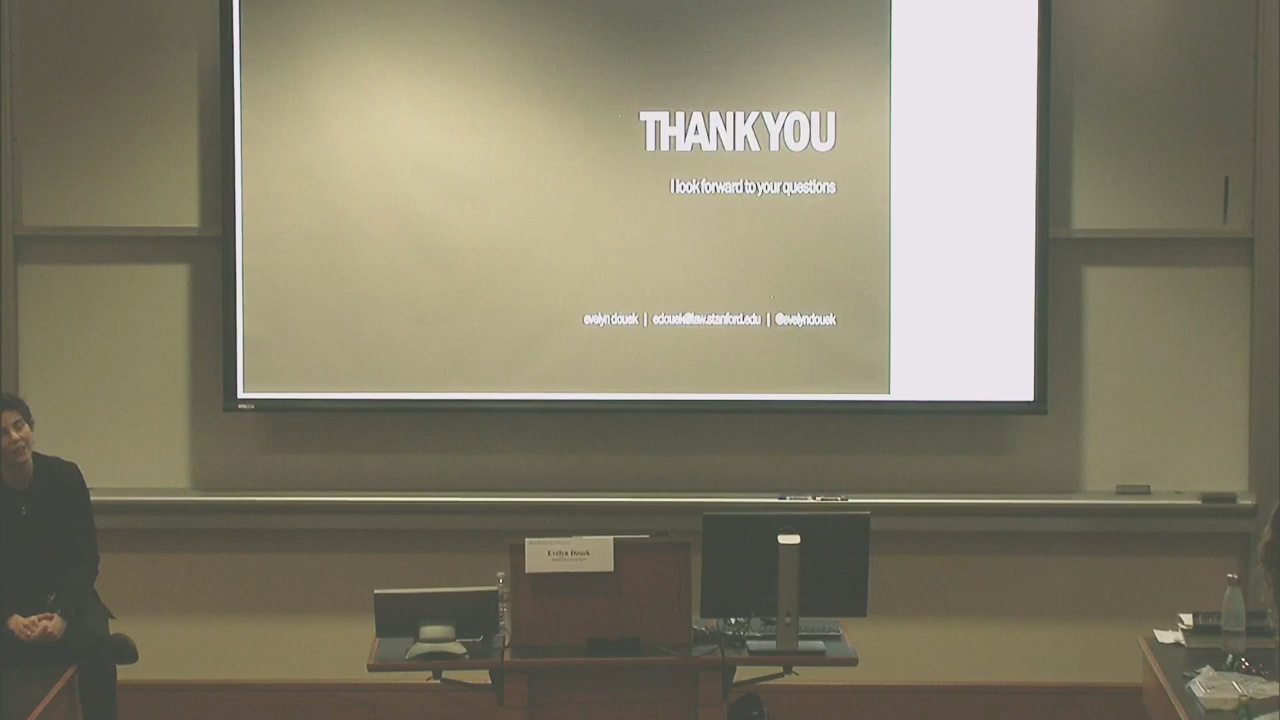 THANK YOU
I look forward to your questions
evelyn douek | edouek@law.stanford.edu | @evelyndouek
Evelyn Douek